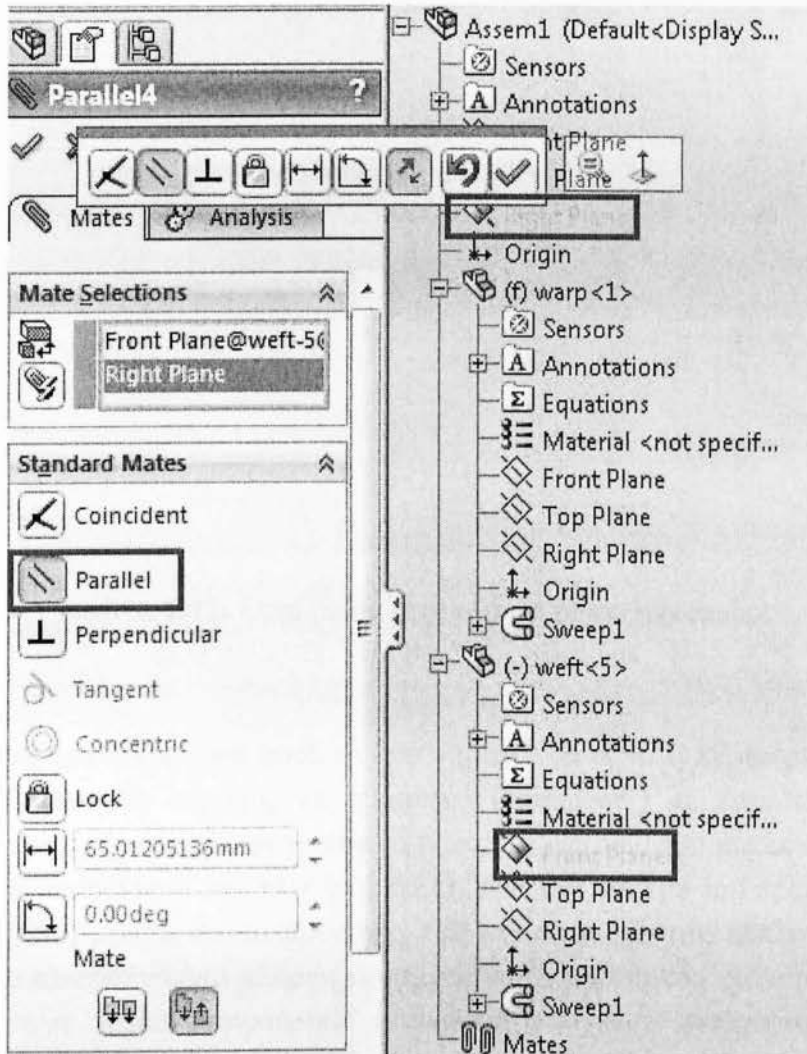 Parallel4 ?
Mates
Analysis
Mate Selections
Front Plane@weft-5(
Right Plane
Standard Mates
Coincident
Parallel
Perpendicular
Tangent
Concentric
Lock
65.01205136mm
0.00deg
Mate
Assem1 (Default<Display S...
Sensors
A Annotations
t Plane
Plane
Right Plane
Origin
(f) warp<1>
Sensors
A Annotations
Σ Equations
Material <not specif...
Front Plane
Top Plane
Right Plane
Origin
Sweep1
(-) weft<5>
Sensors
A Annotations
Σ Equations
Material <not specif...
Front Plane
Top Plane
Right Plane
Origin
Sweep1
Mates